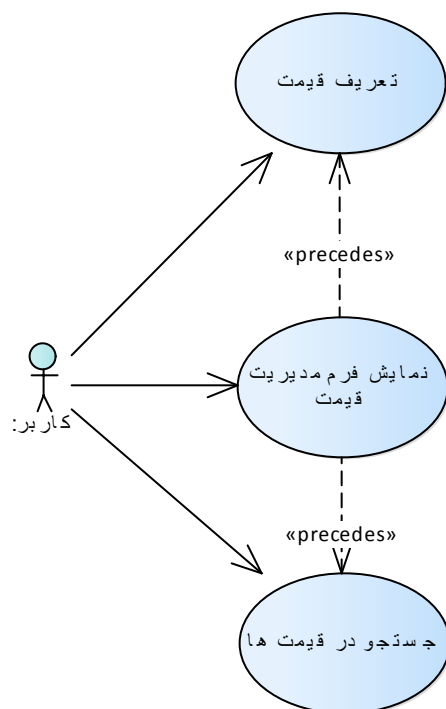 تعریف قیمت
«precedes»
نمایش فرم مدیریت
قیمت
کاربر:
«precedes»
جستجو در قیمت ها